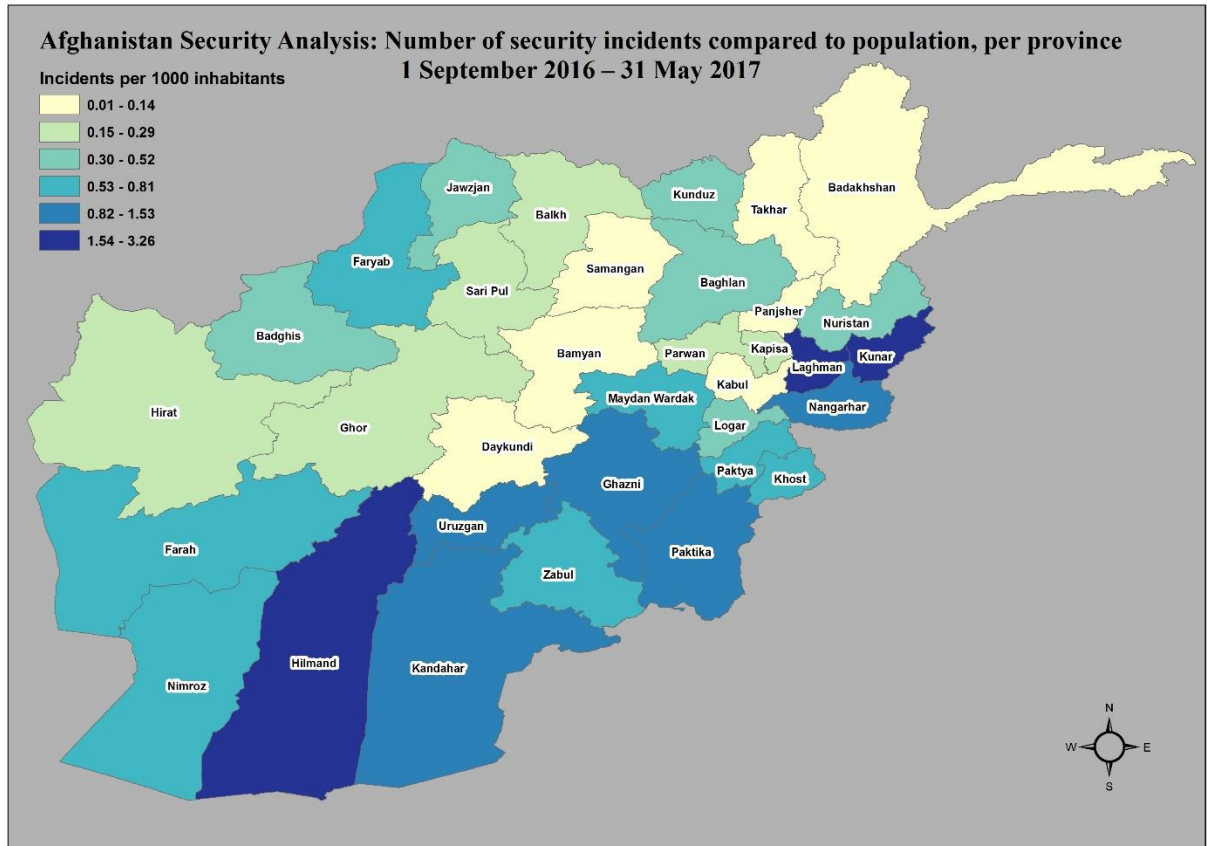 Afghanistan Security Analysis: Number of security incidents compared to population, per province
1 September 2016 – 31 May 2017
Incidents per 1000 inhabitants
0.01 - 0.14
0.15 - 0.29
0.30 - 0.52
0.53 - 0.81
0.82 - 1.53
1.54 - 3.26
Jawzjan
Balkh
Kunduz
Takhar
Badakhshan
Faryab
Samangan
Sari Pul
Baghlan
Panjsher
Nuristan
Badghis
Bamyan
Parwan
Kapisa
Laghman
Kunar
Kabul
Maydan Wardak
Nangarhar
Hirat
Ghor
Logar
Daykundi
Paktya
Khost
Ghazni
Uruzgan
Farah
Paktika
Zabul
Hilmand
Kandahar
Nimroz
N
W
E
S